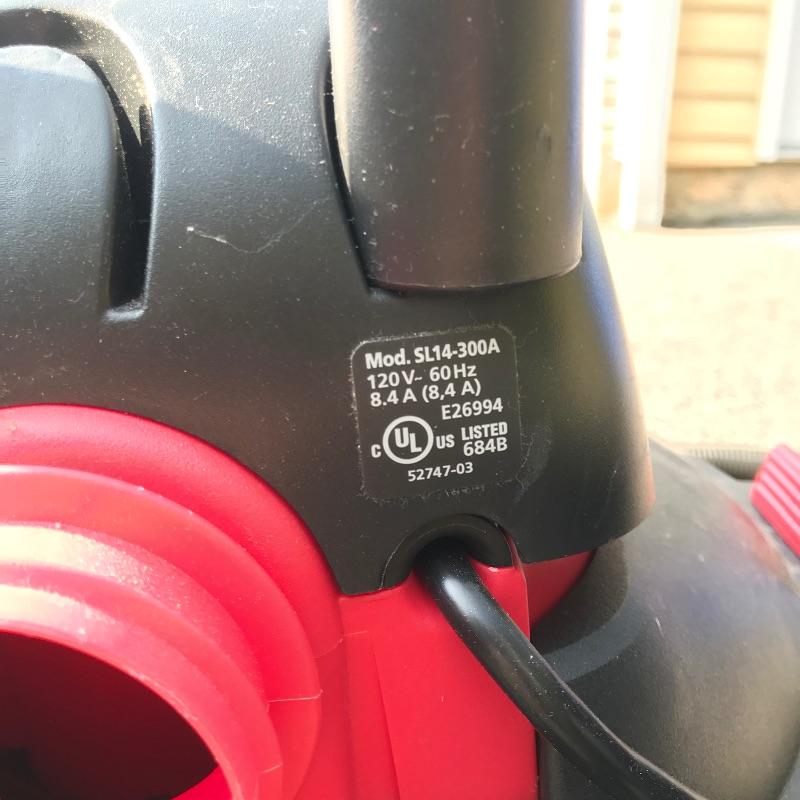 Mod. SL14-300A
120V~ 60Hz
8.4 A (8,4 A)
E26994
C UL US LISTED
684B
52747-03